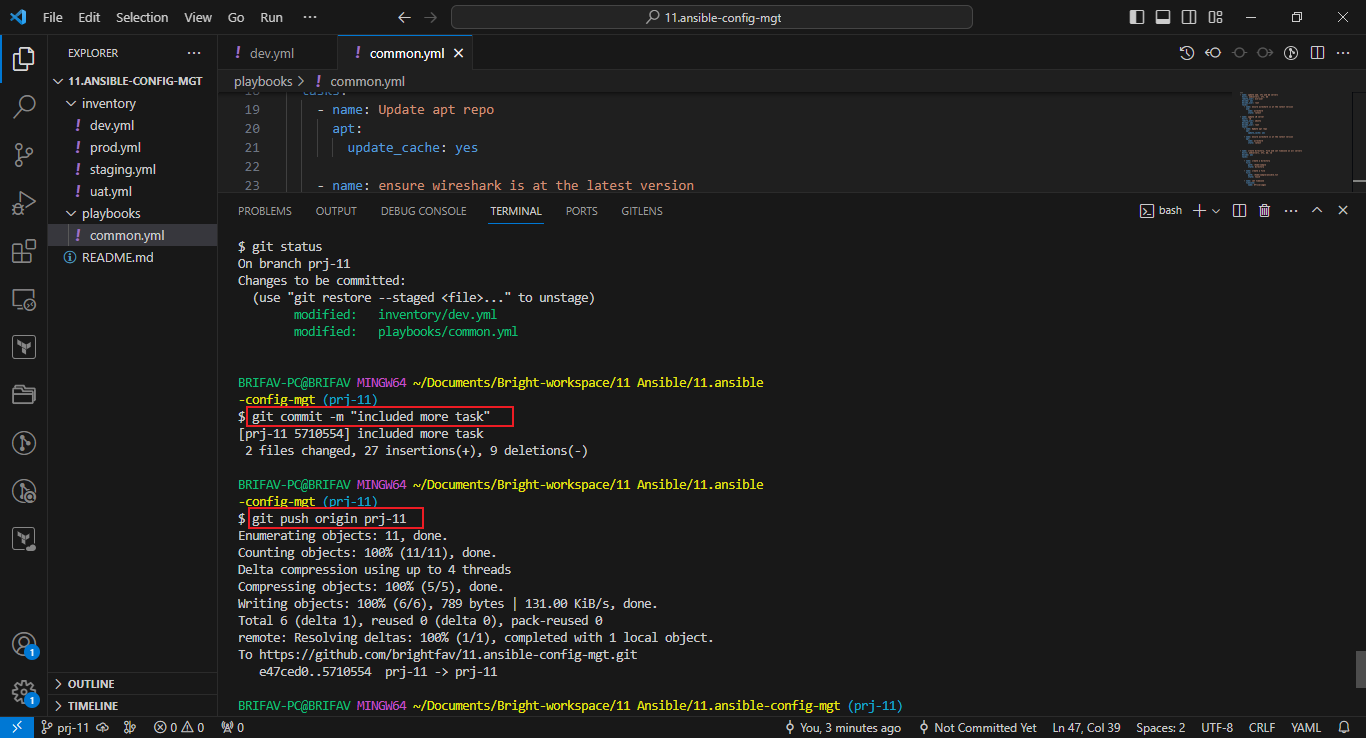 File Edit Selection View Go Run ···
11.ansible-config-mgt
EXPLORER ···
11.ANSIBLE-CONFIG-MGT
inventory
! dev.yml
! prod.yml
! staging.yml
! uat.yml
playbooks
! common.yml
README.md
OUTLINE
TIMELINE
1
1
! dev.yml
! common.yml
playbooks > ! common.yml
18 tasks:
19 - name: Update apt repo
20 apt:
21 update_cache: yes
22
23 - name: ensure wireshark is at the latest version
PROBLEMS OUTPUT DEBUG CONSOLE TERMINAL PORTS GITLENS
bash
$ git status
On branch prj-11
Changes to be committed:
(use "git restore --staged <file>..." to unstage)
modified: inventory/dev.yml
modified: playbooks/common.yml
BRIFAV-PC@BRIFAV MINGW64 ~/Documents/Bright-workspace/11 Ansible/11.ansible
-config-mgt (prj-11)
$ git commit -m "included more task"
[prj-11 5710554] included more task
2 files changed, 27 insertions(+), 9 deletions(-)
BRIFAV-PC@BRIFAV MINGW64 ~/Documents/Bright-workspace/11 Ansible/11.ansible
-config-mgt (prj-11)
$ git push origin prj-11
Enumerating objects: 11, done.
Counting objects: 100% (11/11), done.
Delta compression using up to 4 threads
Compressing objects: 100% (5/5), done.
Writing objects: 100% (6/6), 789 bytes | 131.00 KiB/s, done.
Total 6 (delta 1), reused 0 (delta 0), pack-reused 0
remote: Resolving deltas: 100% (1/1), completed with 1 local object.
To https://github.com/brightfav/11.ansible-config-mgt.git
e47ced0..5710554 prj-11 -> prj-11
BRIFAV-PC@BRIFAV MINGW64 ~/Documents/Bright-workspace/11 Ansible/11.ansible-config-mgt (prj-11)
prj-11 0 0 0 You, 3 minutes ago Not Committed Yet Ln 47, Col 39 Spaces: 2 UTF-8 CRLF YAML